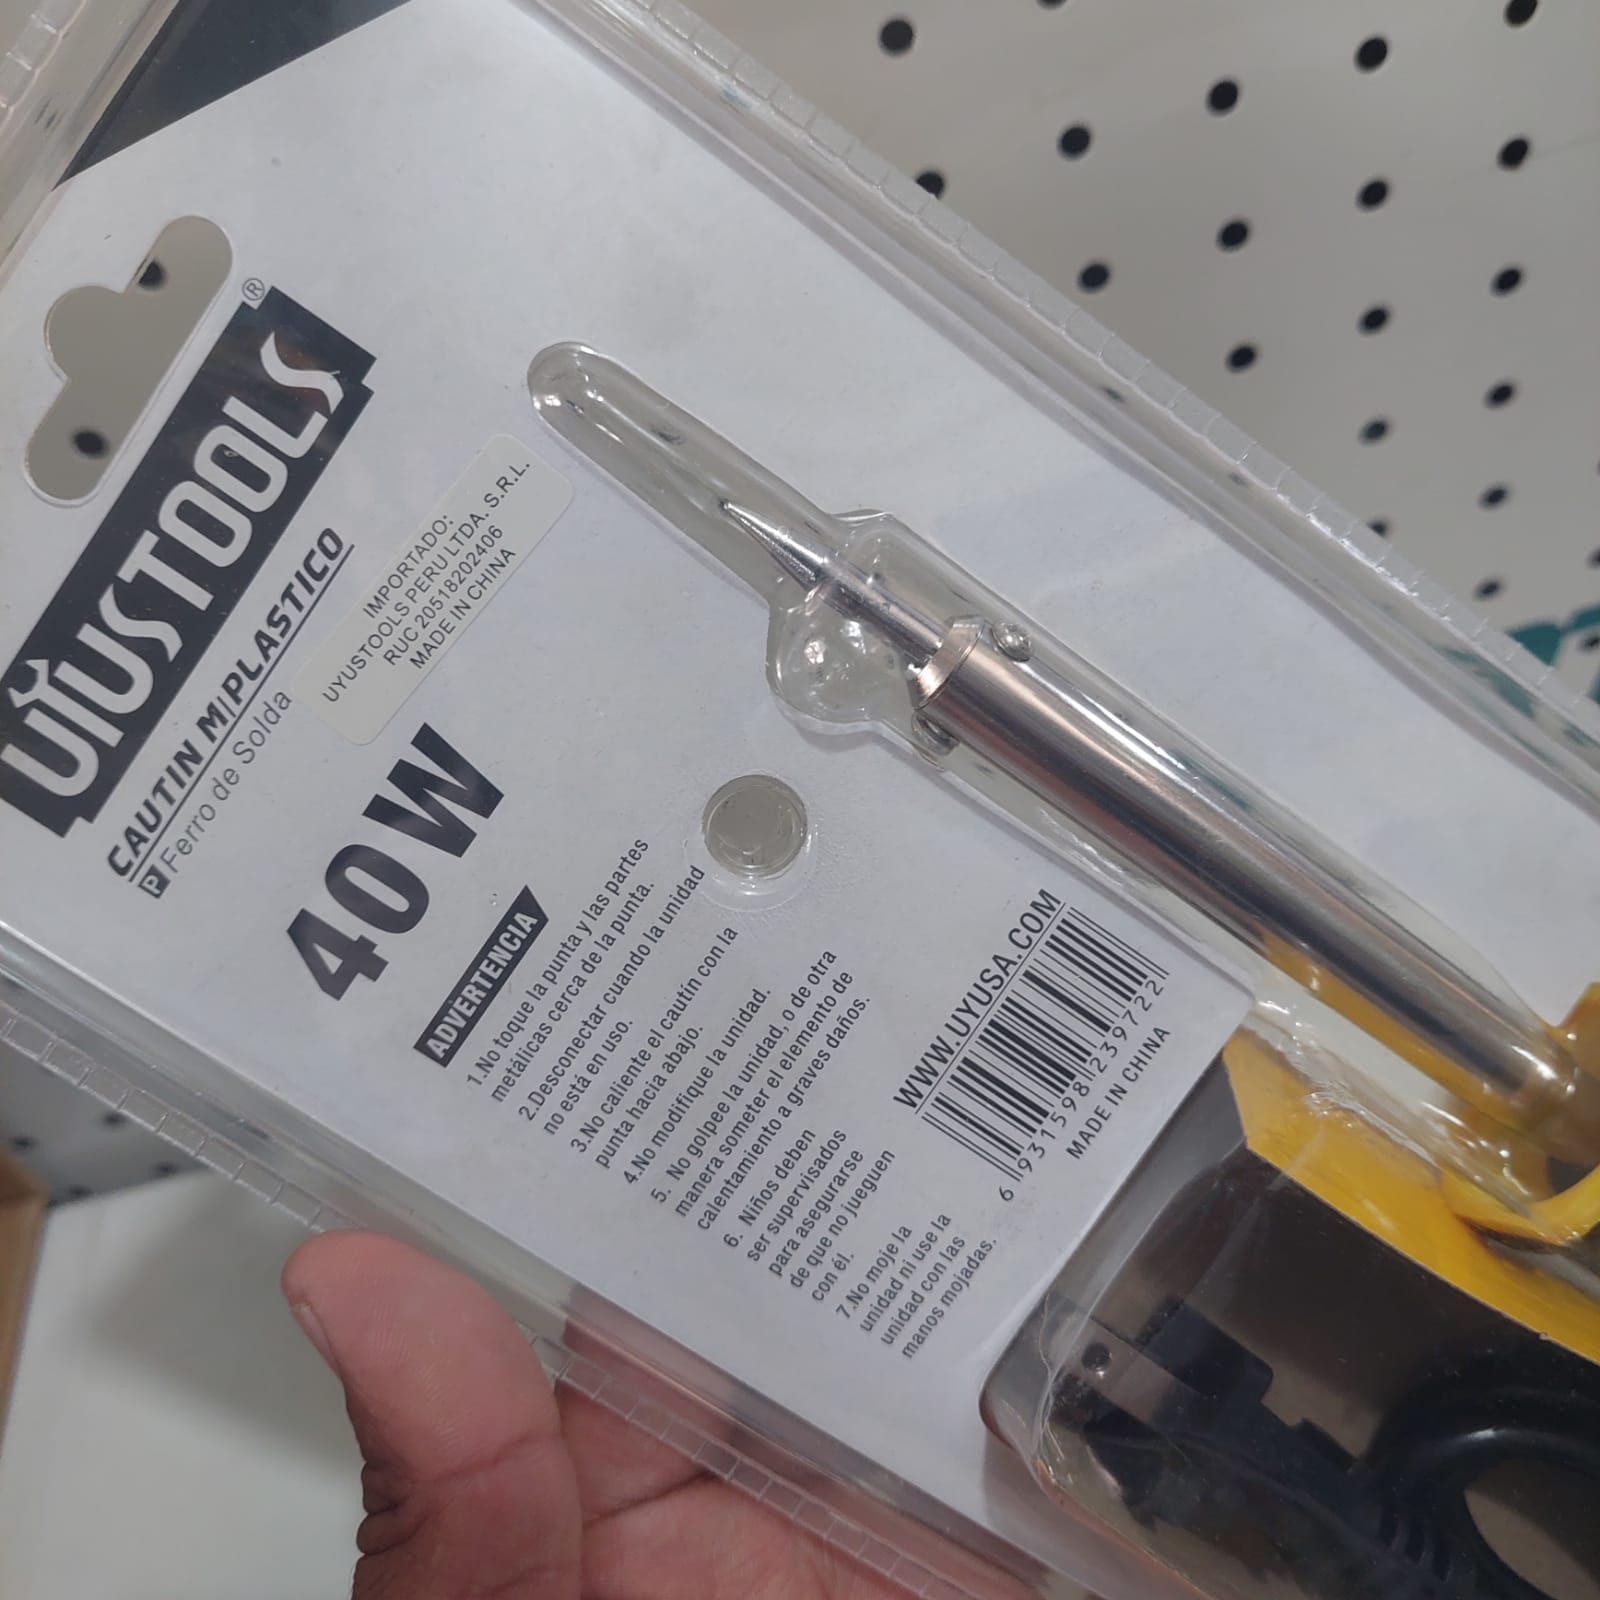 UYUSTOOLS®
CAUTIN M/PLASTICO
P Ferro de Solda
IMPORTADO:
UYUSTOOLS PERU LTDA. S.R.L.
RUC 20518202406
MADE IN CHINA
40W
ADVERTENCIA
1.No toque la punta y las partes
metálicas cerca de la punta.
2.Desconectar cuando la unidad
no está en uso.
3.No caliente el cautín con la
punta hacia abajo.
4.No modifique la unidad.
5. No golpee la unidad, o de otra
manera someter el elemento de
calentamiento a graves daños.
6. Niños deben
ser supervisados
para asegurarse
de que no jueguen
con él.
7.No moje la
unidad ni use la
unidad con las
manos mojadas.
WWW.UYUSA.COM
6 931598 239722
MADE IN CHINA